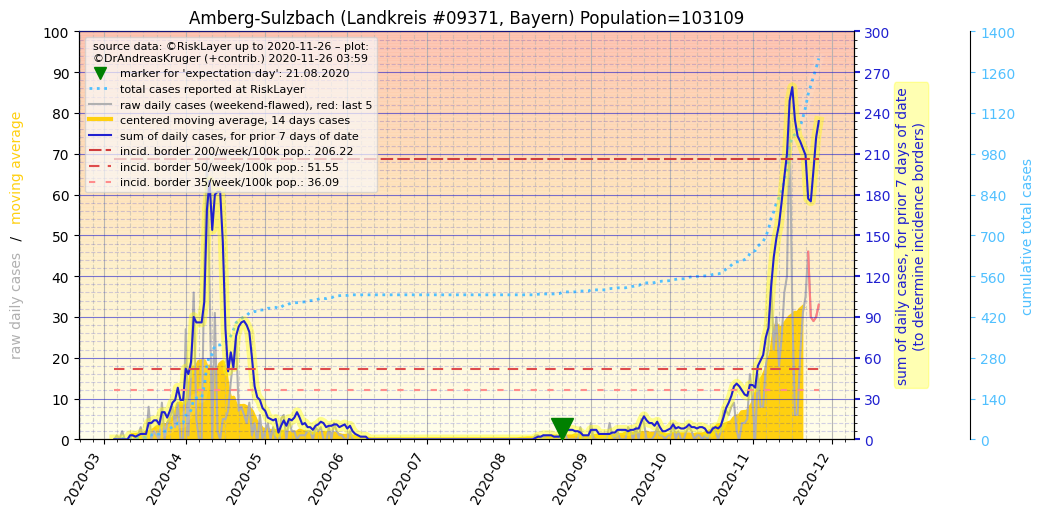 Amberg-Sulzbach (Landkreis #09371, Bayern) Population=103109
source data: ©RiskLayer up to 2020-11-26 – plot:
©DrAndreasKruger (+contrib.) 2020-11-26 03:59
marker for 'expectation day': 21.08.2020
total cases reported at RiskLayer
raw daily cases (weekend-flawed), red: last 5
centered moving average, 14 days cases
sum of daily cases, for prior 7 days of date
incid. border 200/week/100k pop.: 206.22
incid. border 50/week/100k pop.: 51.55
incid. border 35/week/100k pop.: 36.09
raw daily cases / moving average
100
90
80
70
60
50
40
30
20
10
0
2020-03
2020-04
2020-05
2020-06
2020-07
2020-08
2020-09
2020-10
2020-11
2020-12
300
270
240
210
180
150
120
90
60
30
0
sum of daily cases, for prior 7 days of date
(to determine incidence borders)
1400
1260
1120
980
840
700
560
420
280
140
0
cumulative total cases